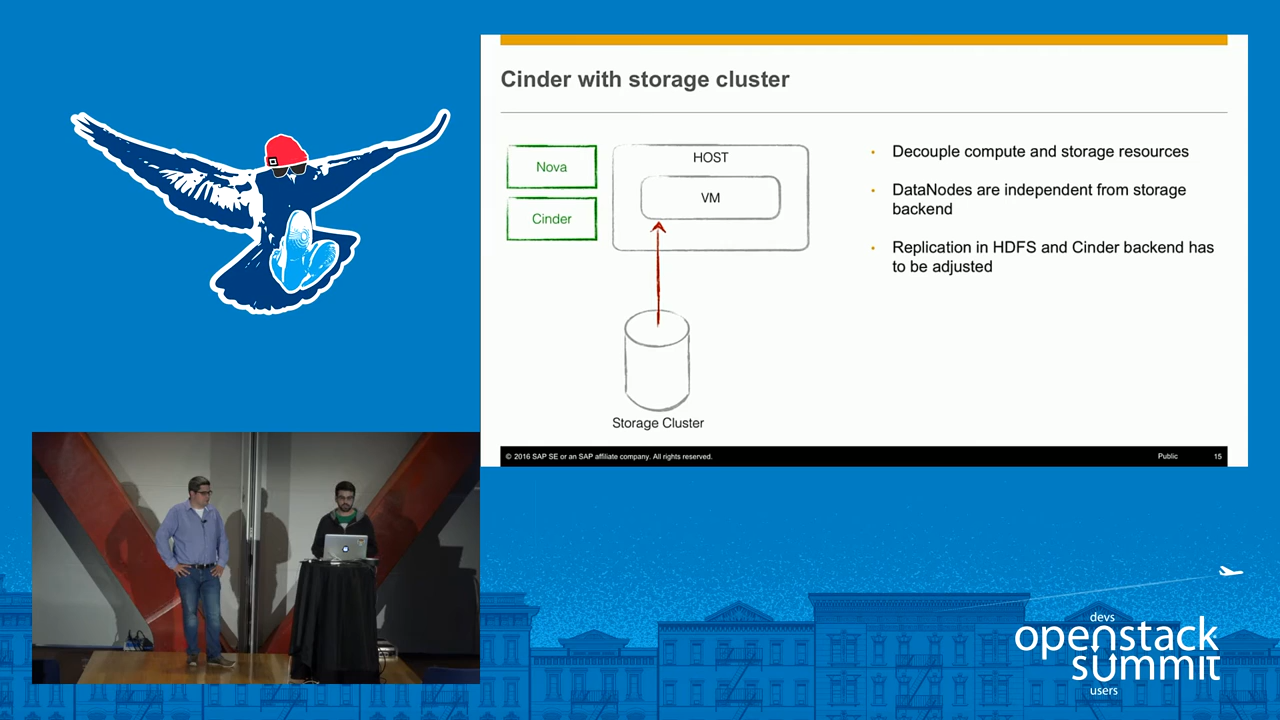 Cinder with storage cluster
Nova
Cinder
HOST
VM
Storage Cluster
• Decouple compute and storage resources
• DataNodes are independent from storage
backend
• Replication in HDFS and Cinder backend has
to be adjusted
© 2016 SAP SE or an SAP affiliate company. All rights reserved.
Public
15
devs
openstack
summit
users